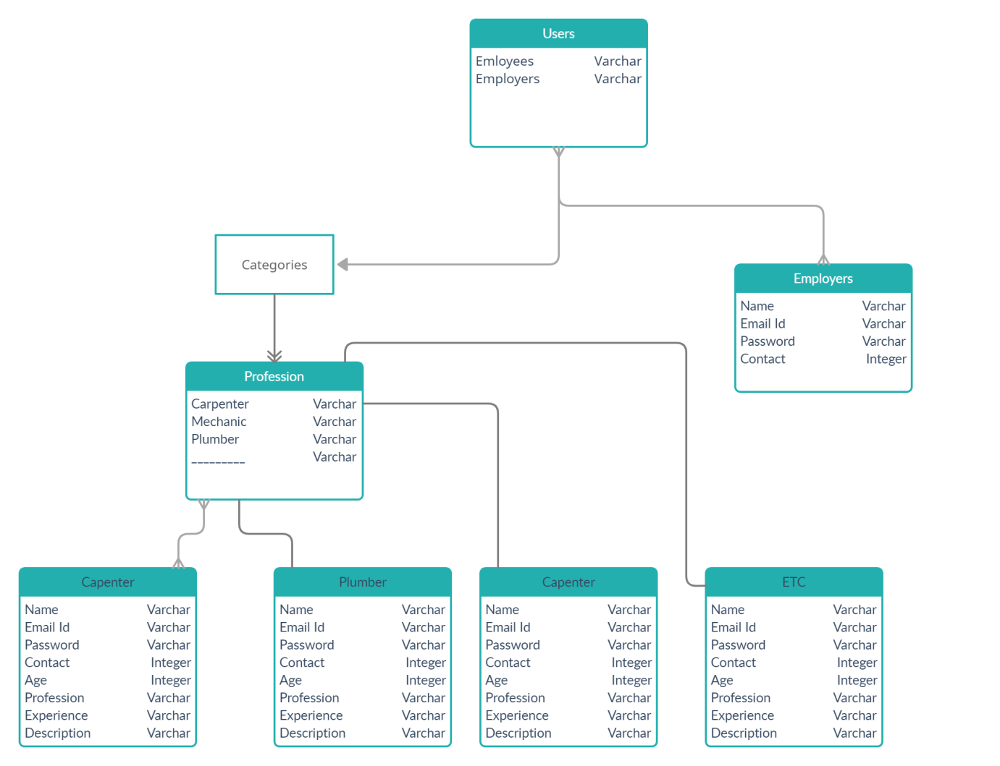 Users
Emloyees Varchar
Employers Varchar
Categories
Employers
Name Varchar
Email Id Varchar
Password Varchar
Contact Integer
Profession
Carpenter Varchar
Mechanic Varchar
Plumber Varchar
_________ Varchar
Capenter
Name Varchar
Email Id Varchar
Password Varchar
Contact Integer
Age Integer
Profession Varchar
Experience Varchar
Description Varchar
Plumber
Name Varchar
Email Id Varchar
Password Varchar
Contact Integer
Age Integer
Profession Varchar
Experience Varchar
Description Varchar
Capenter
Name Varchar
Email Id Varchar
Password Varchar
Contact Integer
Age Integer
Profession Varchar
Experience Varchar
Description Varchar
ETC
Name Varchar
Email Id Varchar
Password Varchar
Contact Integer
Age Integer
Profession Varchar
Experience Varchar
Description Varchar